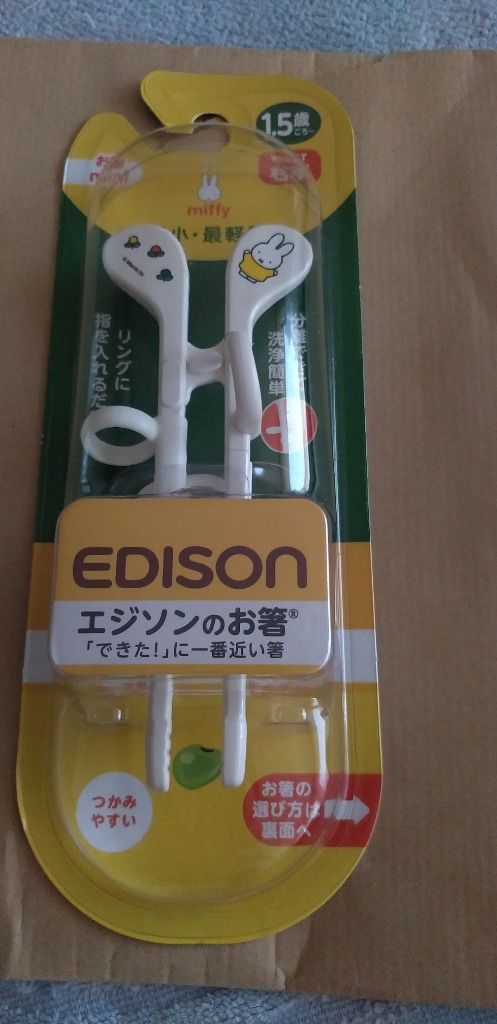 1.5歳
ごろ~
お箸
mini
右手
miffy
小・最軽
リングに
指を入れるだ
洗浄簡単
EDISON
エジソンのお箸®
「できた!」に一番近い箸
つかみ
やすい
お箸の
選び方は
裏面へ